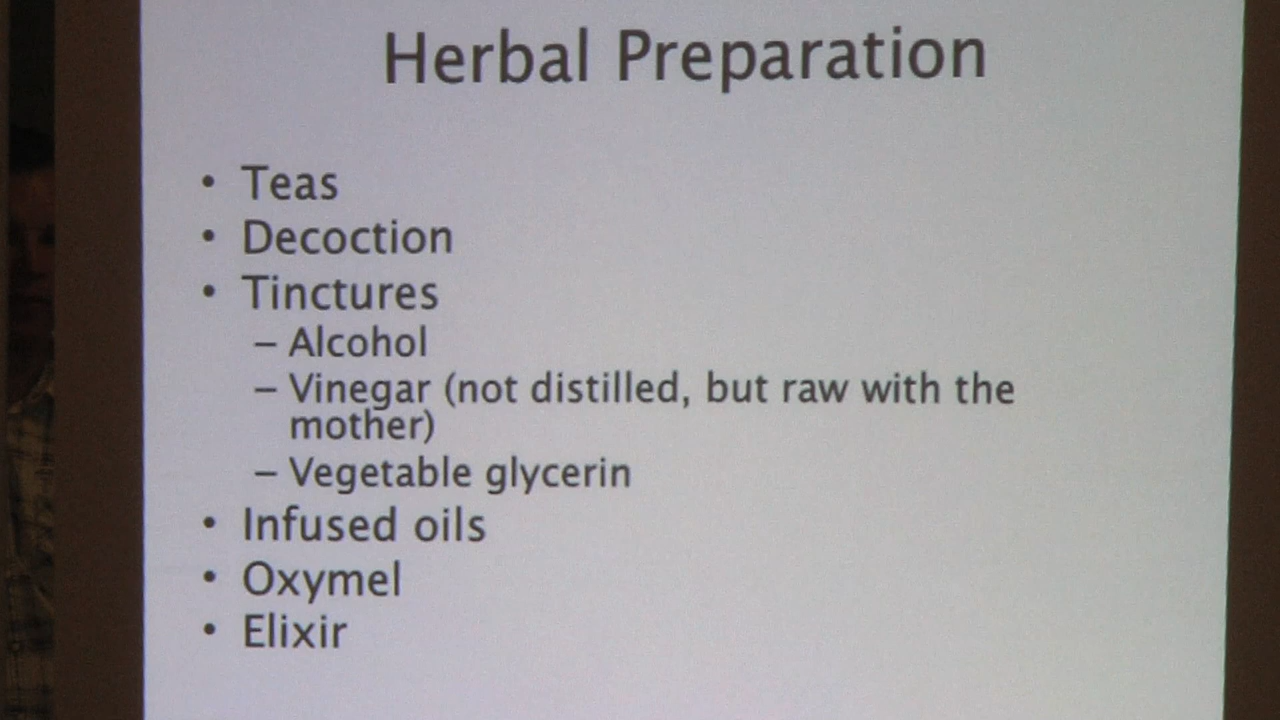 Herbal Preparation
• Teas
• Decoction
• Tinctures
– Alcohol
– Vinegar (not distilled, but raw with the
mother)
– Vegetable glycerin
• Infused oils
• Oxymel
• Elixir